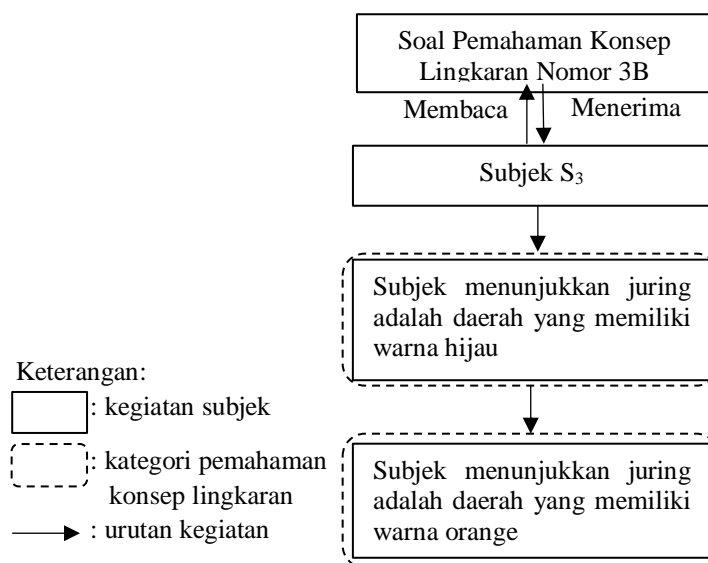 Soal Pemahaman Konsep
Lingkaran Nomor 3B
Membaca
Menerima
Subjek S₃
Subjek menunjukkan juring
adalah daerah yang memiliki
warna hijau
Keterangan:
: kegiatan subjek
: kategori pemahaman
konsep lingkaran
: urutan kegiatan
Subjek menunjukkan juring
adalah daerah yang memiliki
warna orange